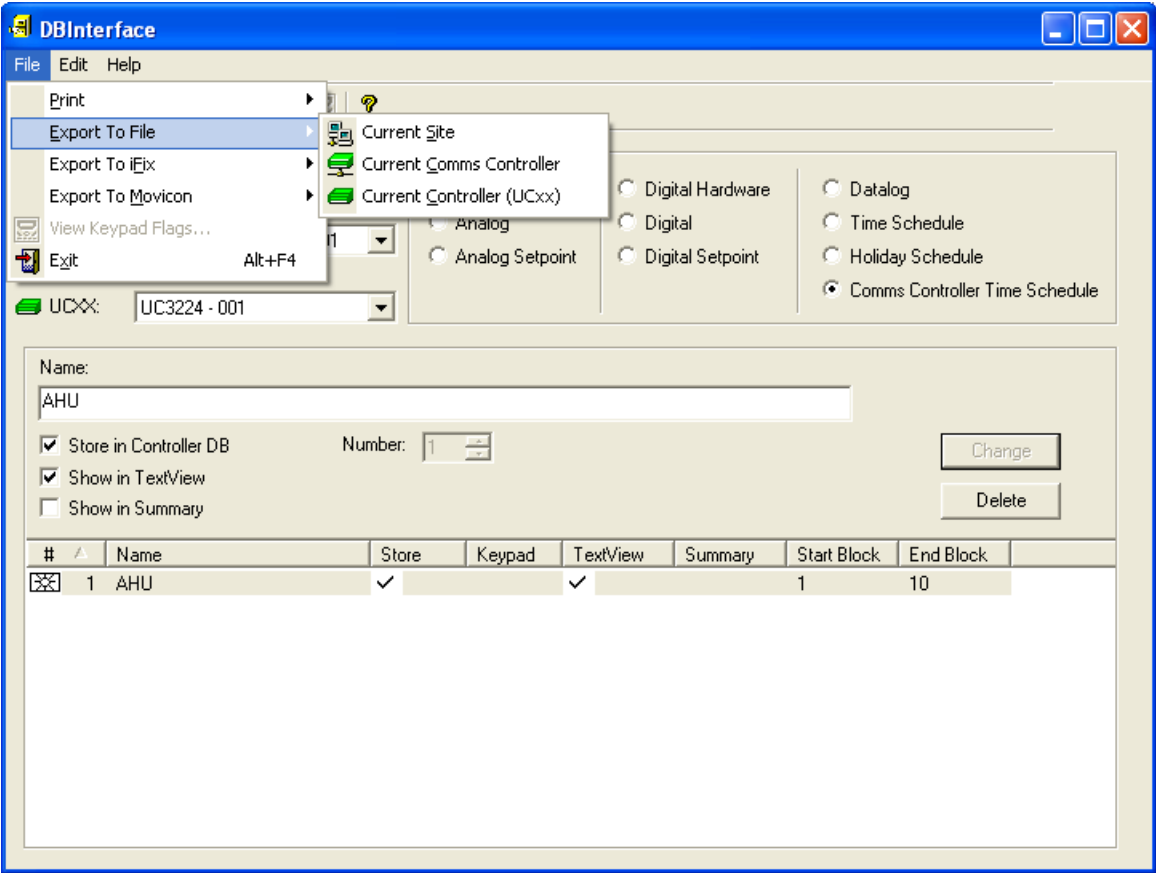 DBInterface
File Edit Help
Print
Export To File
Export To iFix
Export To Movicon
View Keypad Flags...
Exit Alt+F4
Current Site
Current Comms Controller
Current Controller (UCxx)
Digital Hardware Datalog
Analog Digital Time Schedule
Analog Setpoint Digital Setpoint Holiday Schedule
Comms Controller Time Schedule
UCXX: UC3224 - 001
Name:
AHU
Store in Controller DB Number: 1 Change
Show in TextView
Show in Summary Delete
# Name Store Keypad TextView Summary Start Block End Block
1 AHU 1 10